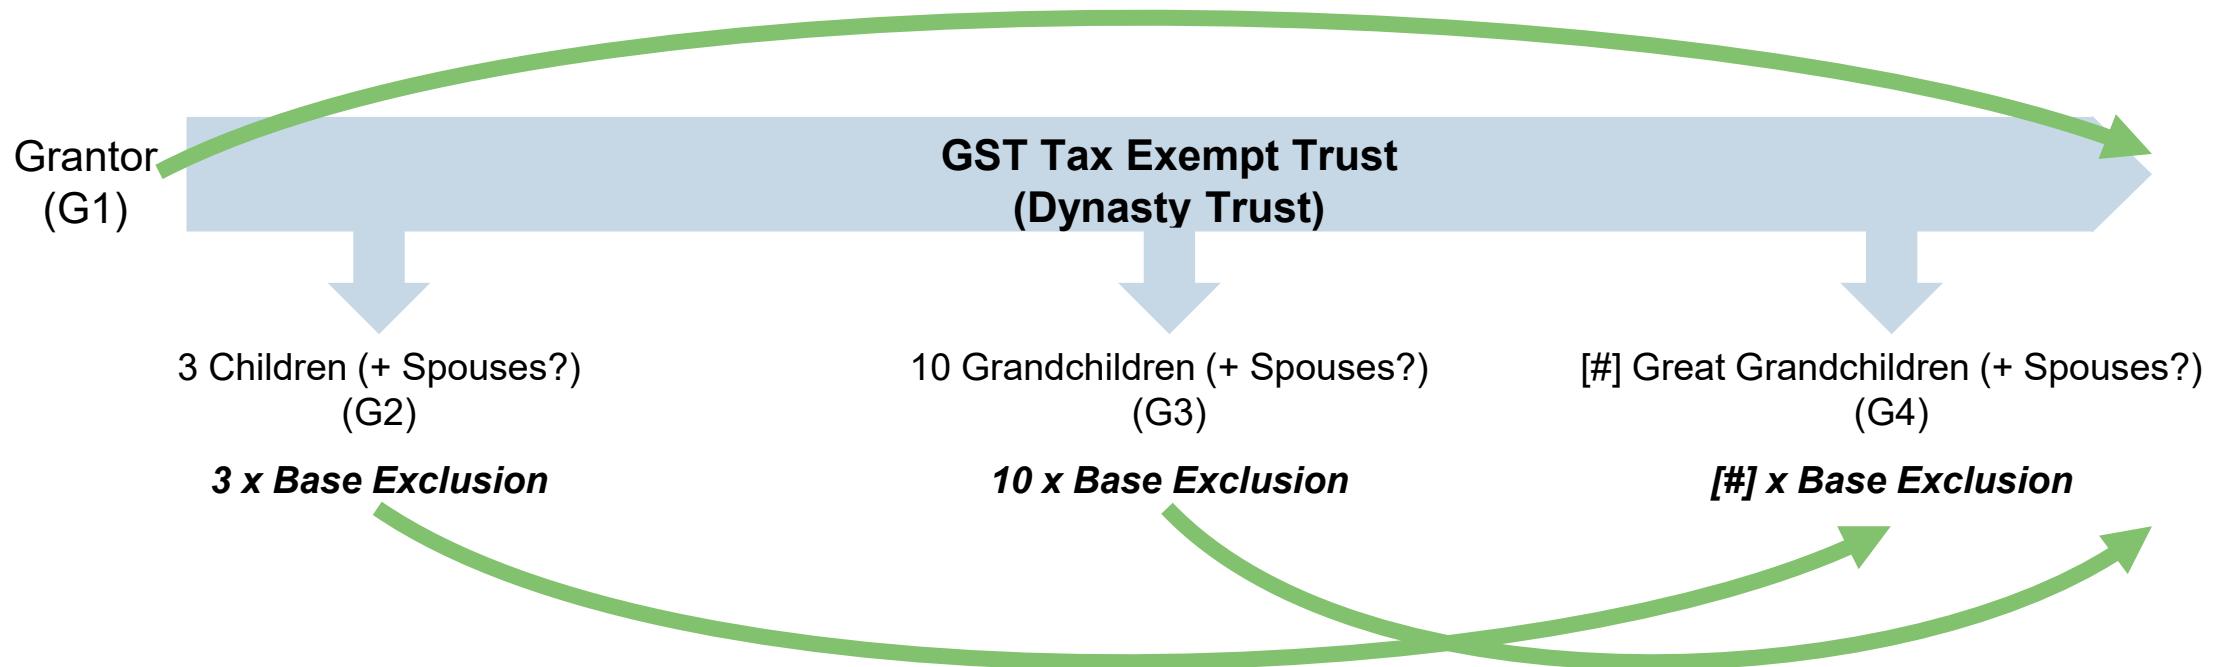 Grantor
(G1)
GST Tax Exempt Trust
(Dynasty Trust)
3 Children (+ Spouses?)
(G2)
3 x Base Exclusion
10 Grandchildren (+ Spouses?)
(G3)
10 x Base Exclusion
[#] Great Grandchildren (+ Spouses?)
(G4)
[#] x Base Exclusion